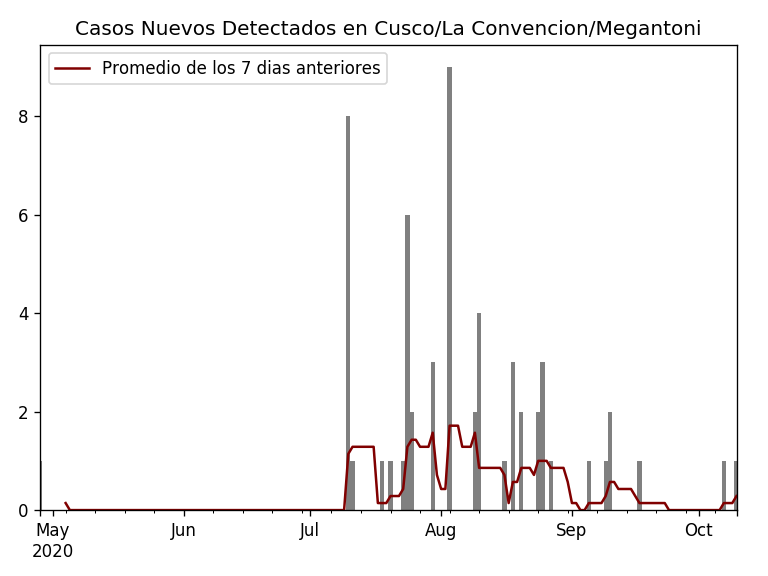 Casos Nuevos Detectados en Cusco/La Convencion/Megantoni
Promedio de los 7 dias anteriores
8
6
4
2
0
May Jun Jul Aug Sep Oct
2020